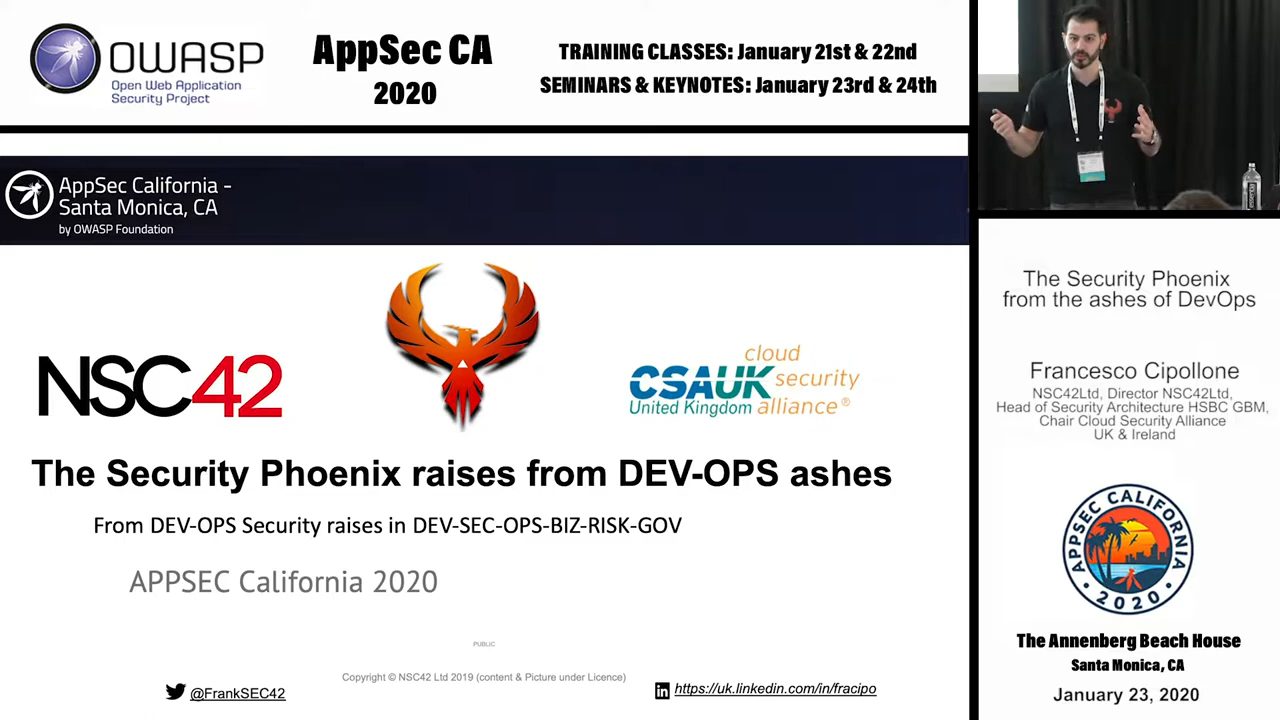 OWASP
Open Web Application
Security Project
AppSec CA
2020
TRAINING CLASSES: January 21st & 22nd
SEMINARS & KEYNOTES: January 23rd & 24th
AppSec California -
Santa Monica, CA
by OWASP Foundation
NSC42
CSAUK
United Kingdom
cloud
security
alliance®
The Security Phoenix raises from DEV-OPS ashes
From DEV-OPS Security raises in DEV-SEC-OPS-BIZ-RISK-GOV
APPSEC California 2020
PUBLIC
Copyright © NSC42 Ltd 2019 (content & Picture under Licence)
@FrankSEC42
https://uk.linkedin.com/in/fracipo
The Security Phoenix
from the ashes of DevOps
Francesco Cipollone
NSC42Ltd, Director NSC42Ltd,
Head of Security Architecture HSBC GBM,
Chair Cloud Security Alliance
UK & Ireland
APPSEC CALIFORNIA
2020
The Annenberg Beach House
Santa Monica, CA
January 23, 2020